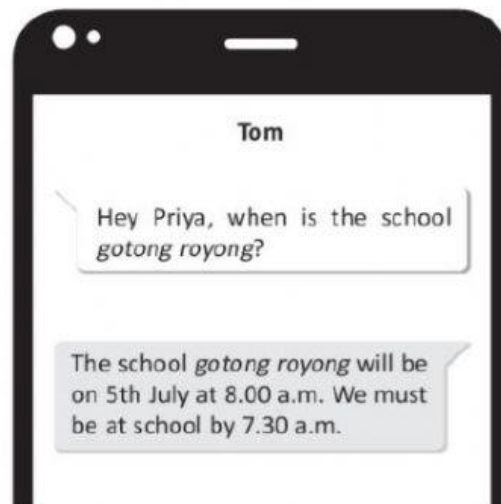 Tom
Hey Priya, when is the school
gotong royong?
The school gotong royong will be
on 5th July at 8.00 a.m. We must
be at school by 7.30 a.m.